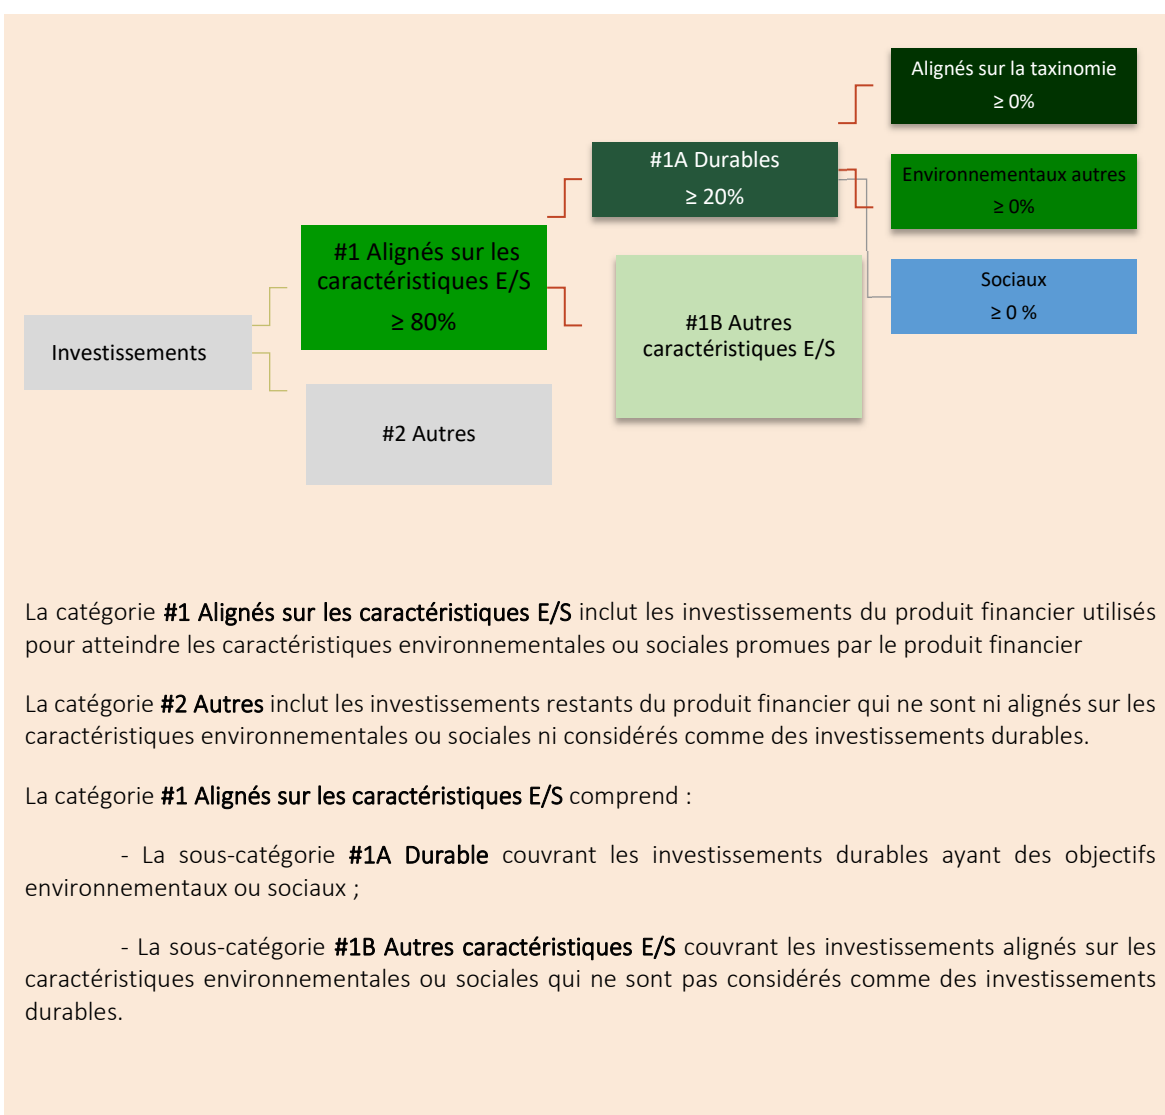 Alignés sur la taxinomie
≥ 0%
#1A Durables
≥ 20%
Environnementaux autres
≥ 0%
#1 Alignés sur les
caractéristiques E/S
≥ 80%
Sociaux
≥ 0 %
#1B Autres
caractéristiques E/S
Investissements
#2 Autres
La catégorie #1 Alignés sur les caractéristiques E/S inclut les investissements du produit financier utilisés
pour atteindre les caractéristiques environnementales ou sociales promues par le produit financier
La catégorie #2 Autres inclut les investissements restants du produit financier qui ne sont ni alignés sur les
caractéristiques environnementales ou sociales ni considérés comme des investissements durables.
La catégorie #1 Alignés sur les caractéristiques E/S comprend :
- La sous-catégorie #1A Durable couvrant les investissements durables ayant des objectifs
environnementaux ou sociaux ;
- La sous-catégorie #1B Autres caractéristiques E/S couvrant les investissements alignés sur les
caractéristiques environnementales ou sociales qui ne sont pas considérés comme des investissements
durables.